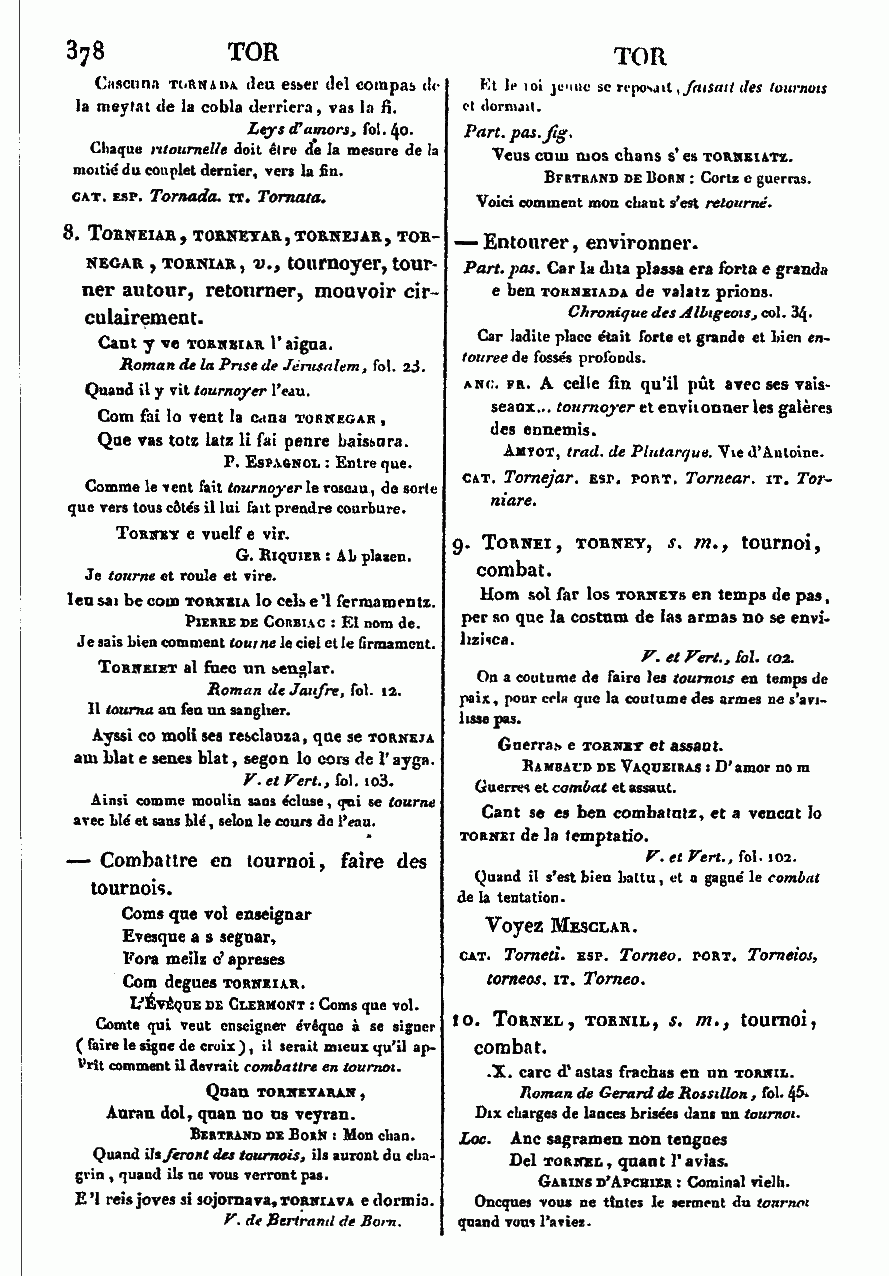 378 TOR
TOR
Cascuna TORNADA deu esser del compas de
la meytat de la cobla derriera, vas la fi.
Leys d'amors, fol. 40.
Chaque ritournelle doit être de la mesure de la
moitié du couplet dernier, vers la fin.
CAT. ESP. Tornada. IT. Tornata.
8. TORNEIAR, TORNEYAR, TORNEJAR, TOR-
NEGAR, TORNIAR, v., tournoyer, tour-
ner autour, retourner, mouvoir cir-
culairement.
Cant y ve TORNEIAR l'aigua.
Roman de la Prise de Jérusalem, fol. 23.
Quand il y vit tournoyer l'eau.
Com fai lo vent la cana TORNEGAR,
Que vas totz latz li fai penre baissura.
P. ESPAGNOL : Entre que.
Comme le vent fait tournoyer le roseau, de sorte
que vers tous côtés il lui fait prendre courbure.
TORNEY e vuelf e vir.
G. RIQUIER : Ab plazen.
Je tourne et roule et vire.
Ieu sai be com TORNEIA lo cels e'l fermamentz.
PIERRE DE CORBIAC : El nom de.
Je sais bien comment tourne le ciel et le firmament.
TORNEIET al fuec un senglar.
Roman de Jaufre, fol. 12.
Il tourna au feu un sanglier.
Ayssi co moli ses resclauza, que se TORNEJA
am blat e senes blat, segon lo cors de l'ayga.
V. et Vert., fol. 103.
Ainsi comme moulin sans écluse, qui se tourne
avec blé et sans blé, selon le cours de l'eau.
— Combattre en tournoi, faire des
tournois.
Coms que vol enseignar
Evesque a s segnar,
Fora meilz c'apreses
Com degues TORNEIAR.
L'ÉVÊQUE DE CLERMONT : Coms que vol.
Comte qui veut enseigner évêque à se signer
(faire le signe de croix), il serait mieux qu'il ap-
prît comment il devrait combattre en tournoi.
Quan TORNEYARAN,
Auran dol, quan no us veyran.
BERTRAND DE BORN : Mon chan.
Quand ils feront des tournois, ils auront du cha-
grin, quand ils ne vous verront pas.
E'l reis joves si sojornava, TORNIAVA e dormia.
V. de Bertrand de Born.
Et le roi jeune se reposait, faisait des tournois
et dormait.
Part. pas. fig.
Veus cum mos chans s'es TORNEIATZ.
BERTRAND DE BORN : Cortz e guerras.
Voici comment mon chant s'est retourné.
— Entourer, environner.
Part. pas. Car la dita plassa era forta e granda
e ben TORNEIADA de valatz prions.
Chronique des Albigeois, col. 34.
Car ladite place était forte et grande et bien en-
touree de fossés profonds.
ANC. FR. A celle fin qu'il pût avec ses vais-
seaux... tournoyer et environner les galères
des ennemis.
AMYOT, trad. de Plutarque. Vie d'Antoine.
CAT. Tornejar. ESP. PORT. Tornear. IT. Tor-
niare.
9. TORNEI, TORNEY, s. m., tournoi,
combat.
Hom sol far los TORNEYS en temps de pas,
per so que la costum de las armas no se envi-
lizisca.
V. et Vert., fol. 102.
On a coutume de faire les tournois en temps de
paix, pour cela que la coutume des armes ne s'avi-
lisse pas.
Guerras e TORNEY et assaut.
RAMBAUD DE VAQUEIRAS : D'amor no m
Guerres et combat et assaut.
Cant se es ben combatutz, et a vencut lo
TORNEI de la temptatio.
V. et Vert., fol. 102.
Quand il s'est bien battu, et a gagné le combat
de la tentation.
Voyez MESCLAR.
CAT. Torneti. ESP. Torneo. PORT. Torneios,
torneos. IT. Torneo.
10. TORNEL, TORNIL, s. m., tournoi,
combat.
.X. carc d'astas frachas en un TORNIL.
Roman de Gerard de Rossillon, fol. 45.
Dix charges de lances brisées dans un tournoi.
Loc. Anc sagramen non tengues
Del TORNEL, quant l'avias.
GARINS D'APCHIER : Cominal vielh.
Oncques vous ne tîntes le serment du tournoi
quand vous l'aviez.